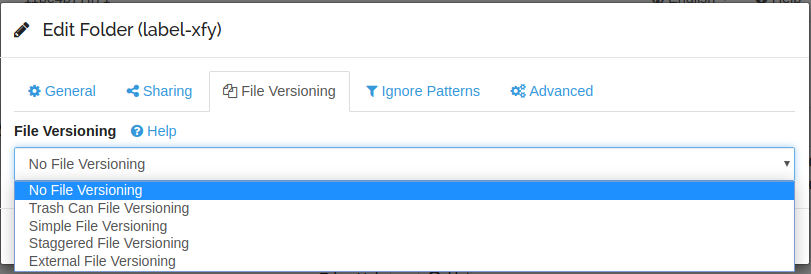 Edit Folder (label-xfy)
General Sharing File Versioning Ignore Patterns Advanced
File Versioning Help
No File Versioning
No File Versioning
Trash Can File Versioning
Simple File Versioning
Staggered File Versioning
External File Versioning